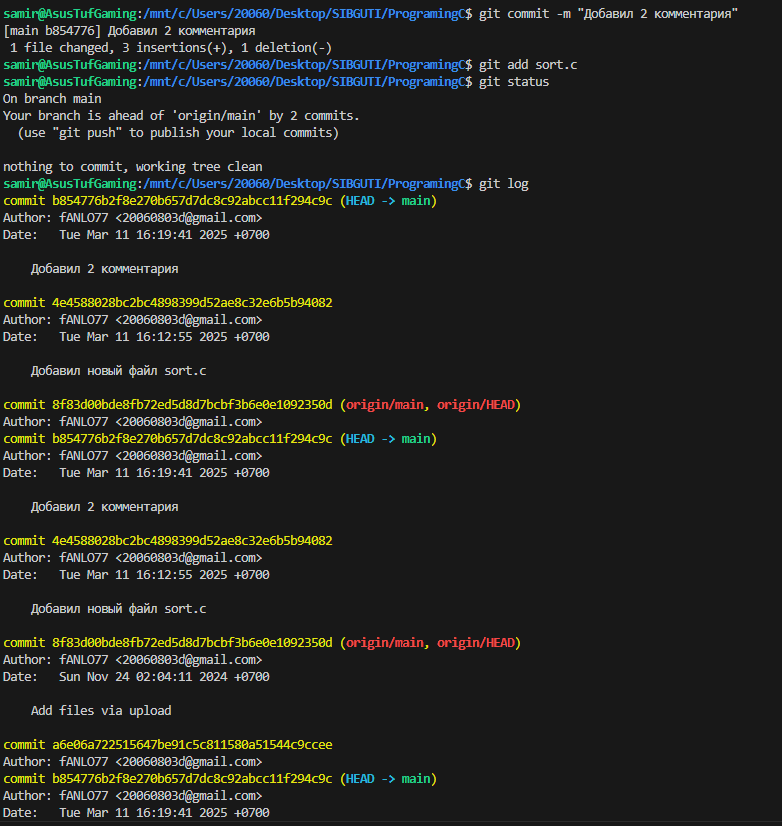 samir@AsusTufGaming:/mnt/c/Users/20060/Desktop/SIBGUTI/ProgramingC$ git commit -m "Добавил 2 комментария"
[main b854776] Добавил 2 комментария
 1 file changed, 3 insertions(+), 1 deletion(-)
samir@AsusTufGaming:/mnt/c/Users/20060/Desktop/SIBGUTI/ProgramingC$ git add sort.c
samir@AsusTufGaming:/mnt/c/Users/20060/Desktop/SIBGUTI/ProgramingC$ git status
On branch main
Your branch is ahead of 'origin/main' by 2 commits.
  (use "git push" to publish your local commits)

nothing to commit, working tree clean
samir@AsusTufGaming:/mnt/c/Users/20060/Desktop/SIBGUTI/ProgramingC$ git log
commit b854776b2f8e270b657d7dc8c92abcc11f294c9c (HEAD -> main)
Author: fANLO77 <20060803d@gmail.com>
Date:   Tue Mar 11 16:19:41 2025 +0700

    Добавил 2 комментария

commit 4e4588028bc2bc4898399d52ae8c32e6b5b94082
Author: fANLO77 <20060803d@gmail.com>
Date:   Tue Mar 11 16:12:55 2025 +0700

    Добавил новый файл sort.c

commit 8f83d00bde8fb72ed5d8d7bcbf3b6e0e1092350d (origin/main, origin/HEAD)
Author: fANLO77 <20060803d@gmail.com>
commit b854776b2f8e270b657d7dc8c92abcc11f294c9c (HEAD -> main)
Author: fANLO77 <20060803d@gmail.com>
Date:   Tue Mar 11 16:19:41 2025 +0700

    Добавил 2 комментария

commit 4e4588028bc2bc4898399d52ae8c32e6b5b94082
Author: fANLO77 <20060803d@gmail.com>
Date:   Tue Mar 11 16:12:55 2025 +0700

    Добавил новый файл sort.c

commit 8f83d00bde8fb72ed5d8d7bcbf3b6e0e1092350d (origin/main, origin/HEAD)
Author: fANLO77 <20060803d@gmail.com>
Date:   Sun Nov 24 02:04:11 2024 +0700

    Add files via upload

commit a6e06a722515647be91c5c811580a51544c9ccee
Author: fANLO77 <20060803d@gmail.com>
commit b854776b2f8e270b657d7dc8c92abcc11f294c9c (HEAD -> main)
Author: fANLO77 <20060803d@gmail.com>
Date:   Tue Mar 11 16:19:41 2025 +0700